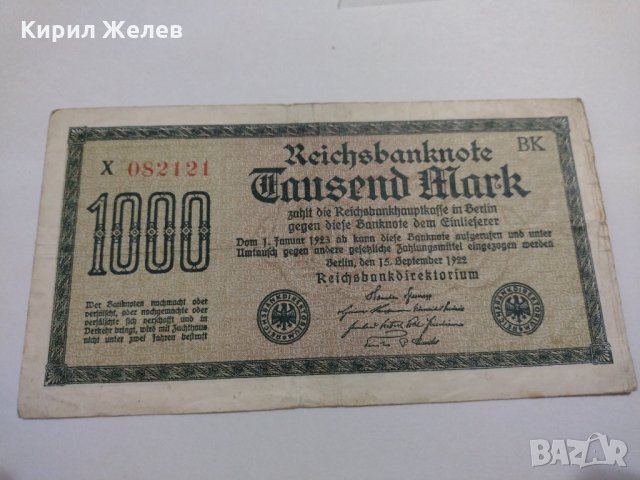 Кирил Желев
Reichsbanknote
BK
X 082121
Tausend Mark
1000
zahlt die Reichsbankhauptkasse in Berlin
gegen diese Banknote dem Einlieferer
Vom 1. Januar 1923 ab kann diese Banknote aufgerufen und unter
Umtausch gegen andere gesetzliche Zahlungsmittel eingezogen werden
Berlin, den 15. September 1922
Reichsbankdirektorium
Wer Banknoten nachmacht oder
verfälscht, oder nachgemachte oder
verfälschte sich verschafft und in
Verkehr bringt, wird mit Zuchthaus
nicht unter zwei Jahren bestraft
BAZAR